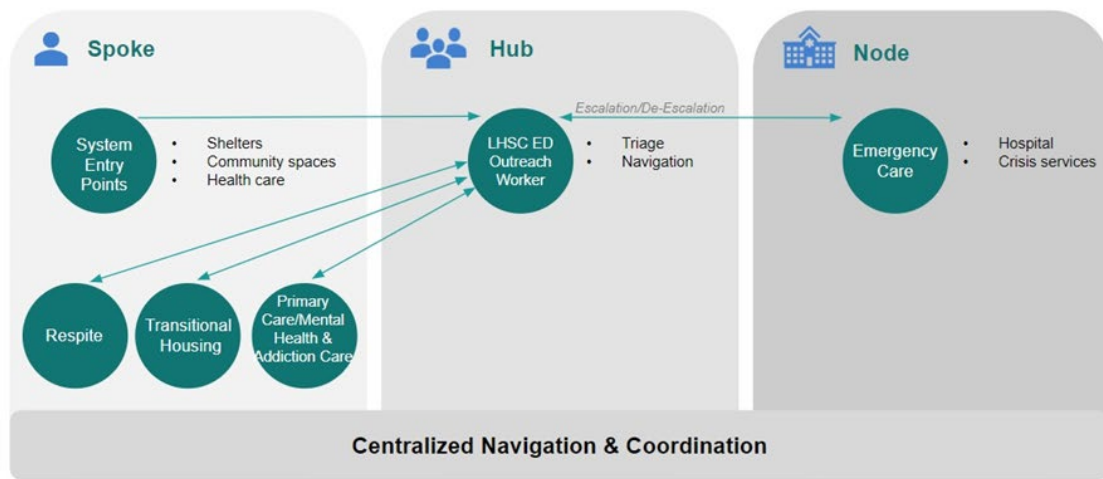 Spoke
Hub
Node
System
Entry
Points
• Shelters
• Community spaces
• Health care
LHSC ED
Outreach
Worker
Escalation/De-Escalation
• Triage
• Navigation
Emergency
Care
• Hospital
• Crisis services
Respite
Transitional
Housing
Primary
Care/Mental
Health &
Addiction Care
Centralized Navigation & Coordination